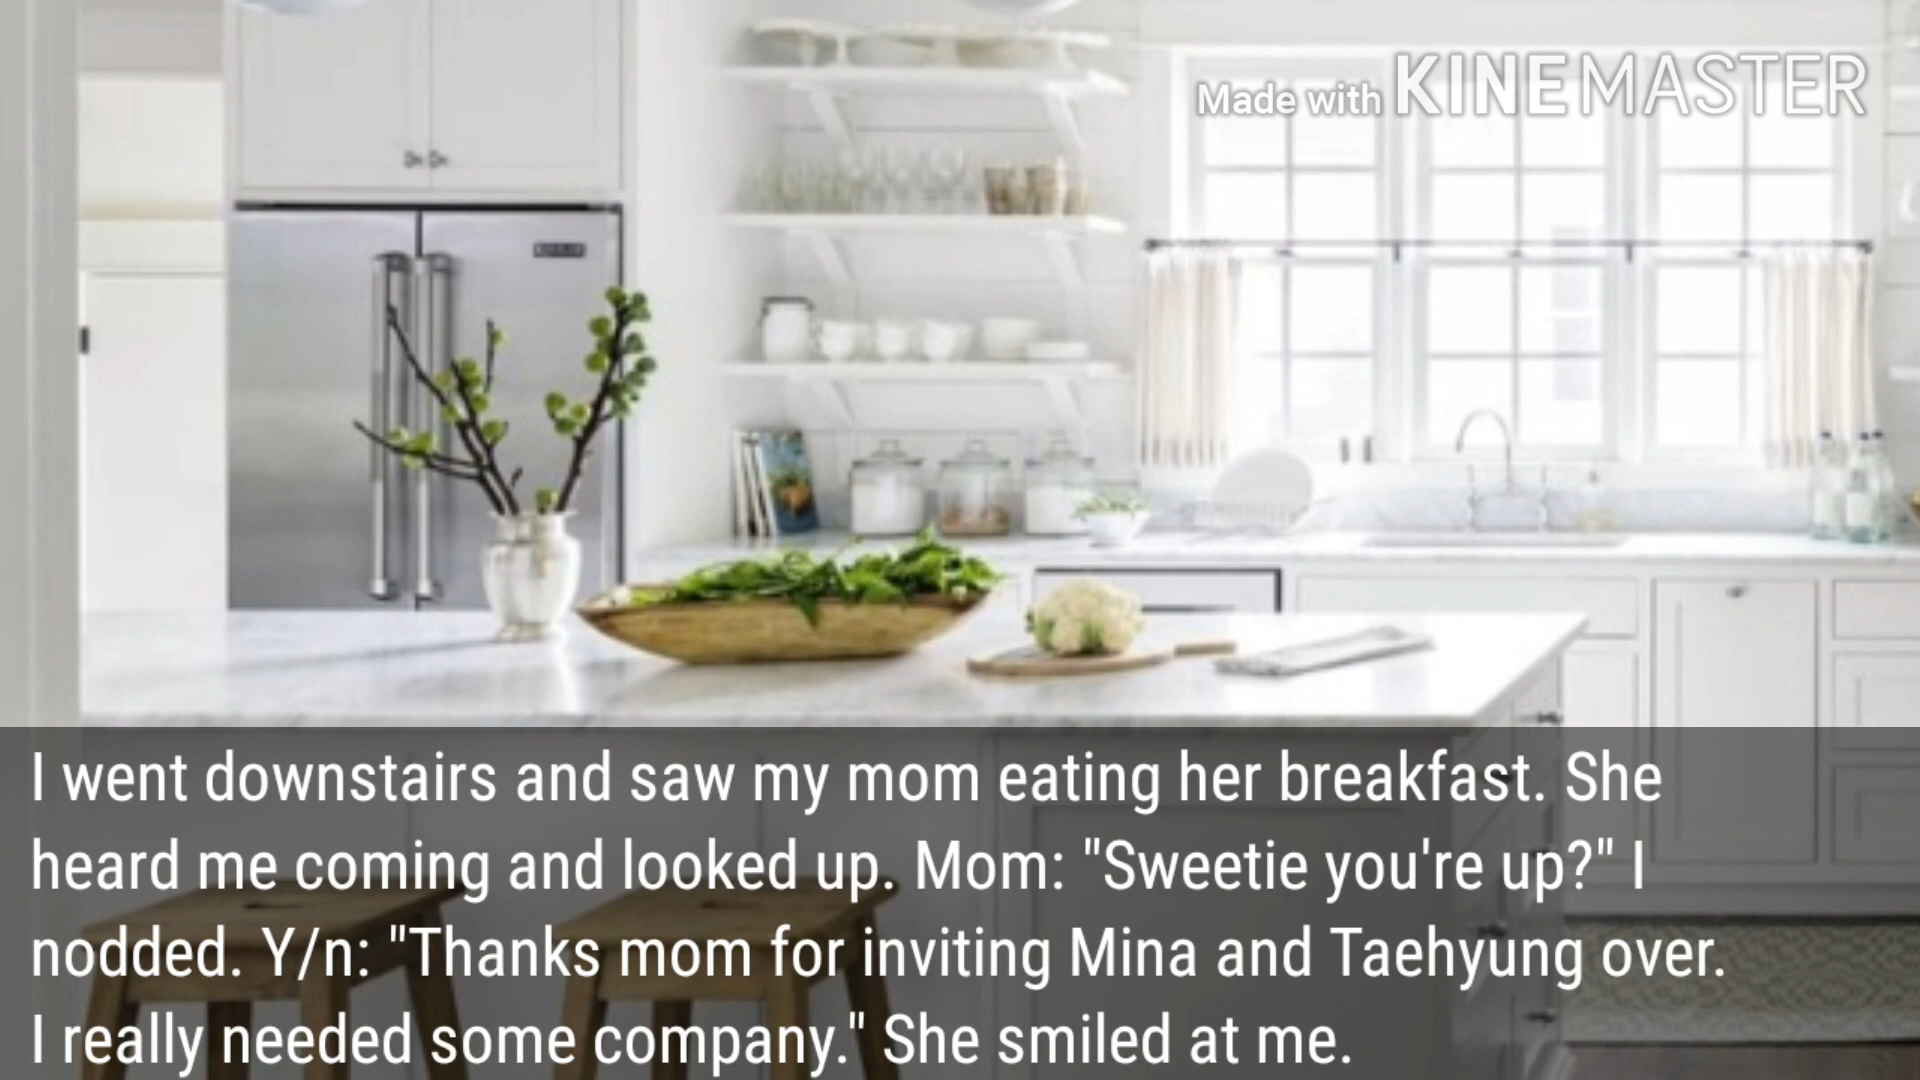 Made with KINEMASTER
I went downstairs and saw my mom eating her breakfast. She
heard me coming and looked up. Mom: "Sweetie you're up?" I
nodded. Y/n: "Thanks mom for inviting Mina and Taehyung over.
I really needed some company." She smiled at me.